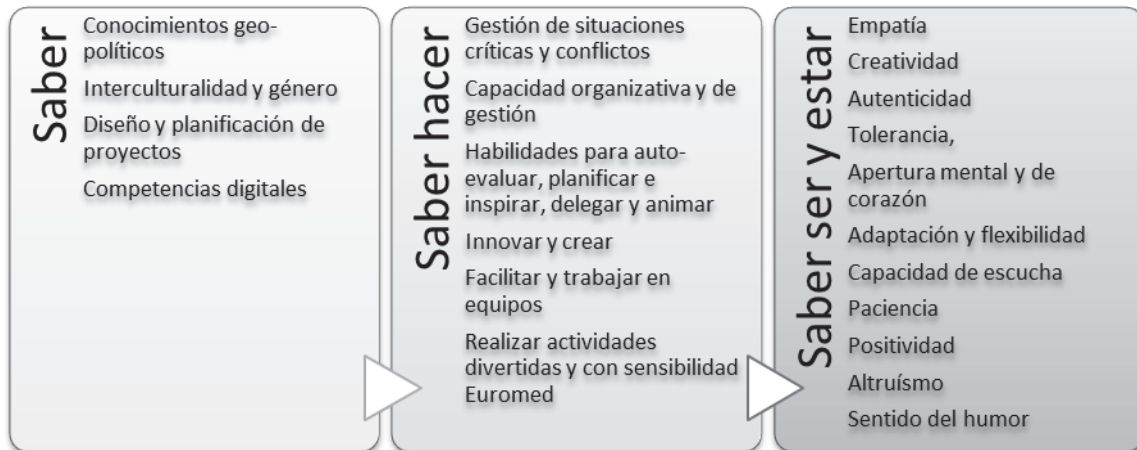 Saber
Conocimientos geo-
políticos
Interculturalidad y género
Diseño y planificación de
proyectos
Competencias digitales
Saber hacer
Gestión de situaciones
críticas y conflictos
Capacidad organizativa y de
gestión
Habilidades para auto-
evaluar, planificar e
inspirar, delegar y animar
Innovar y crear
Facilitar y trabajar en
equipos
Realizar actividades
divertidas y con sensibilidad
Euromed
Saber ser y estar
Empatía
Creatividad
Autenticidad
Tolerancia,
Apertura mental y de
corazón
Adaptación y flexibilidad
Capacidad de escucha
Paciencia
Positividad
Altruísmo
Sentido del humor